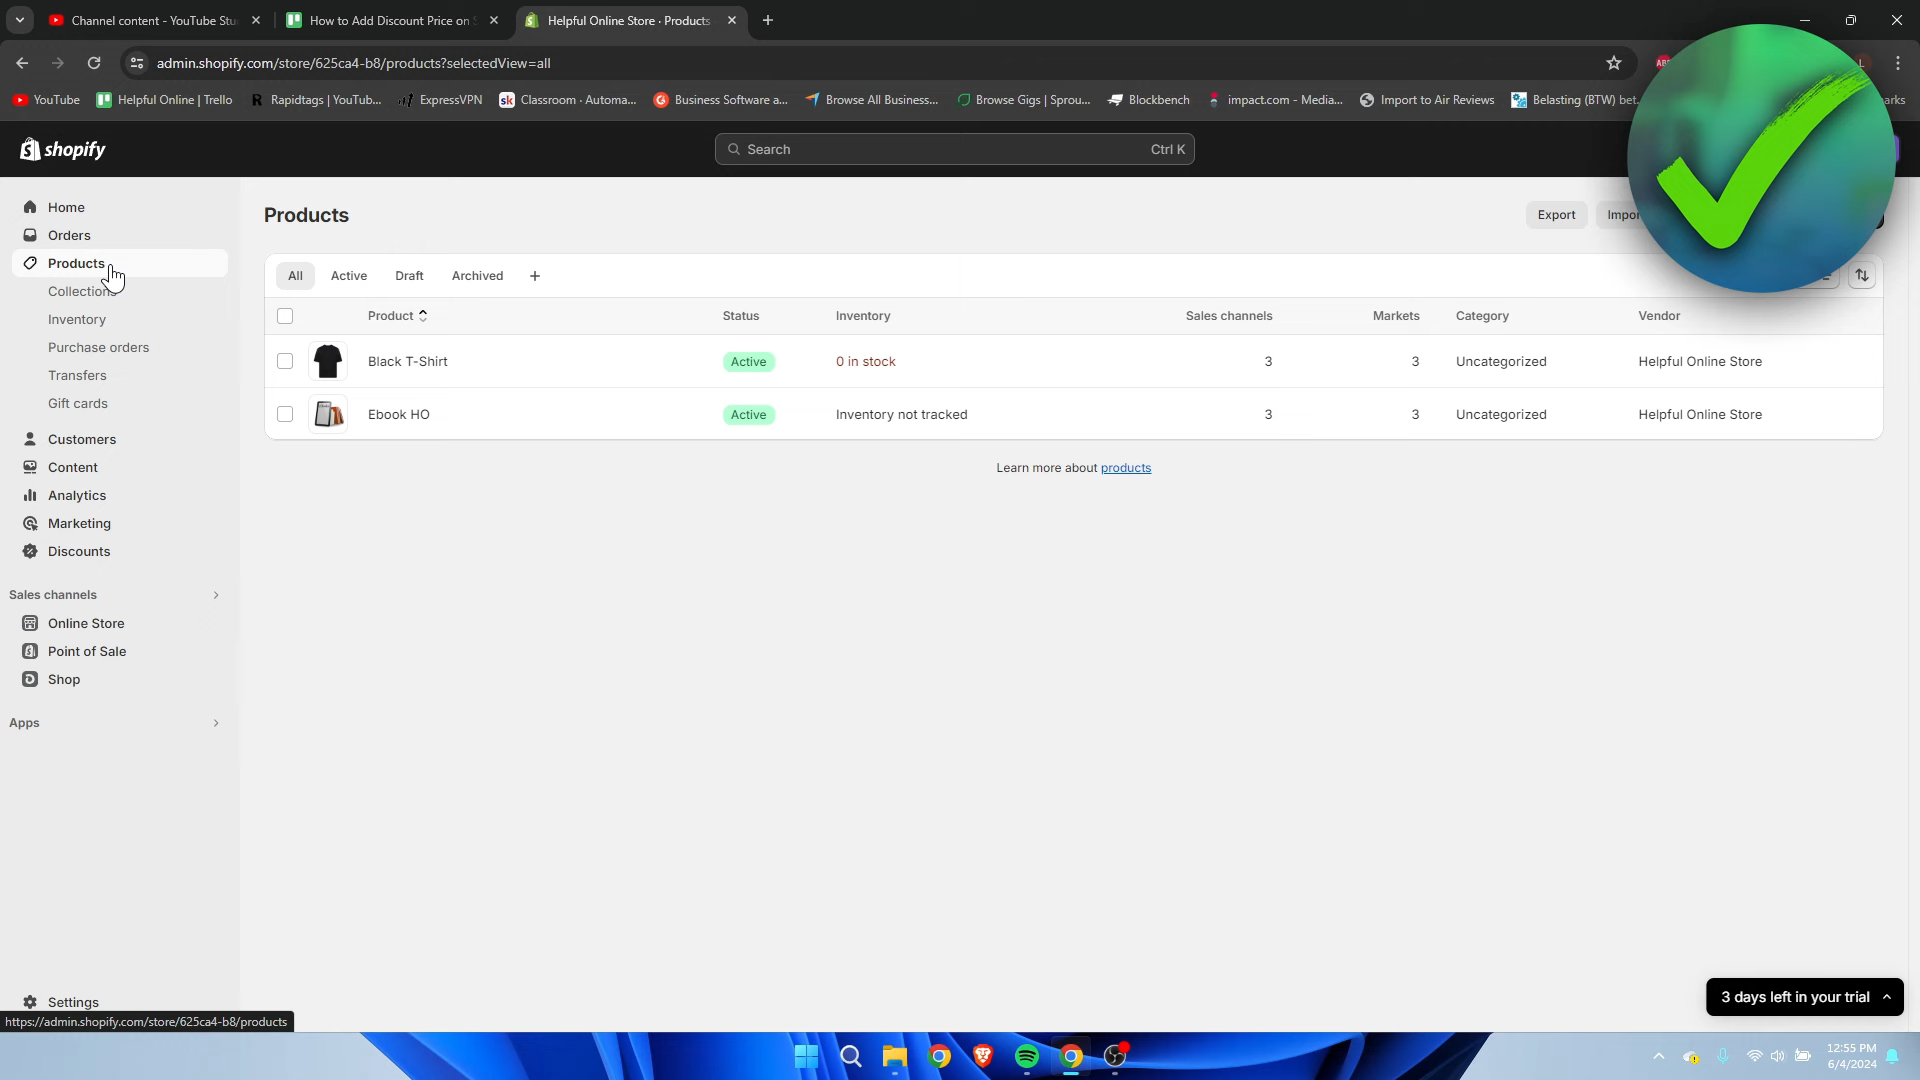 Channel content - YouTube Stu
How to Add Discount Price on S
Helpful Online Store · Products
admin.shopify.com/store/625ca4-b8/products?selectedView=all
YouTube
Helpful Online | Trello
Rapidtags | YouTub...
ExpressVPN
Classroom · Automa...
Business Software a...
Browse All Business...
Browse Gigs | Sprou...
Blockbench
impact.com - Media...
Import to Air Reviews
Belasting (BTW) bet...
shopify
Search
Ctrl K
Home
Orders
Products
Collections
Inventory
Purchase orders
Transfers
Gift cards
Customers
Content
Analytics
Marketing
Discounts
Sales channels
Online Store
Point of Sale
Shop
Apps
Settings
https://admin.shopify.com/store/625ca4-b8/products
Products
Export
All
Active
Draft
Archived
+
Product
Status
Inventory
Sales channels
Markets
Category
Vendor
Black T-Shirt
Active
0 in stock
3
3
Uncategorized
Helpful Online Store
Ebook HO
Active
Inventory not tracked
3
3
Uncategorized
Helpful Online Store
Learn more about products
3 days left in your trial
12:55 PM
6/4/2024